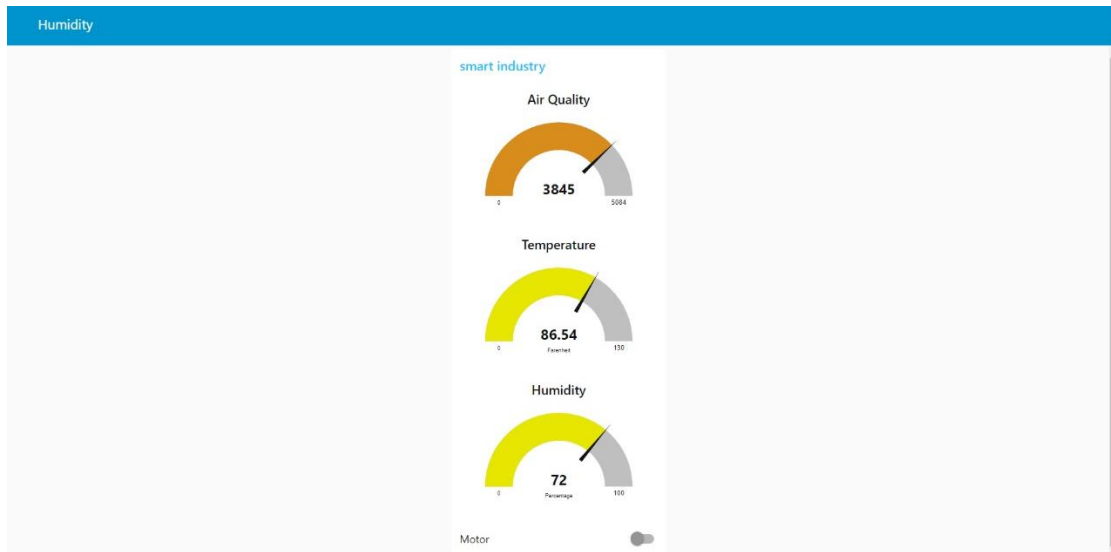 Humidity
smart industry
Air Quality
3845
0 5084
Temperature
86.54
Farenheit
0 130
Humidity
72
Percentage
0 100
Motor